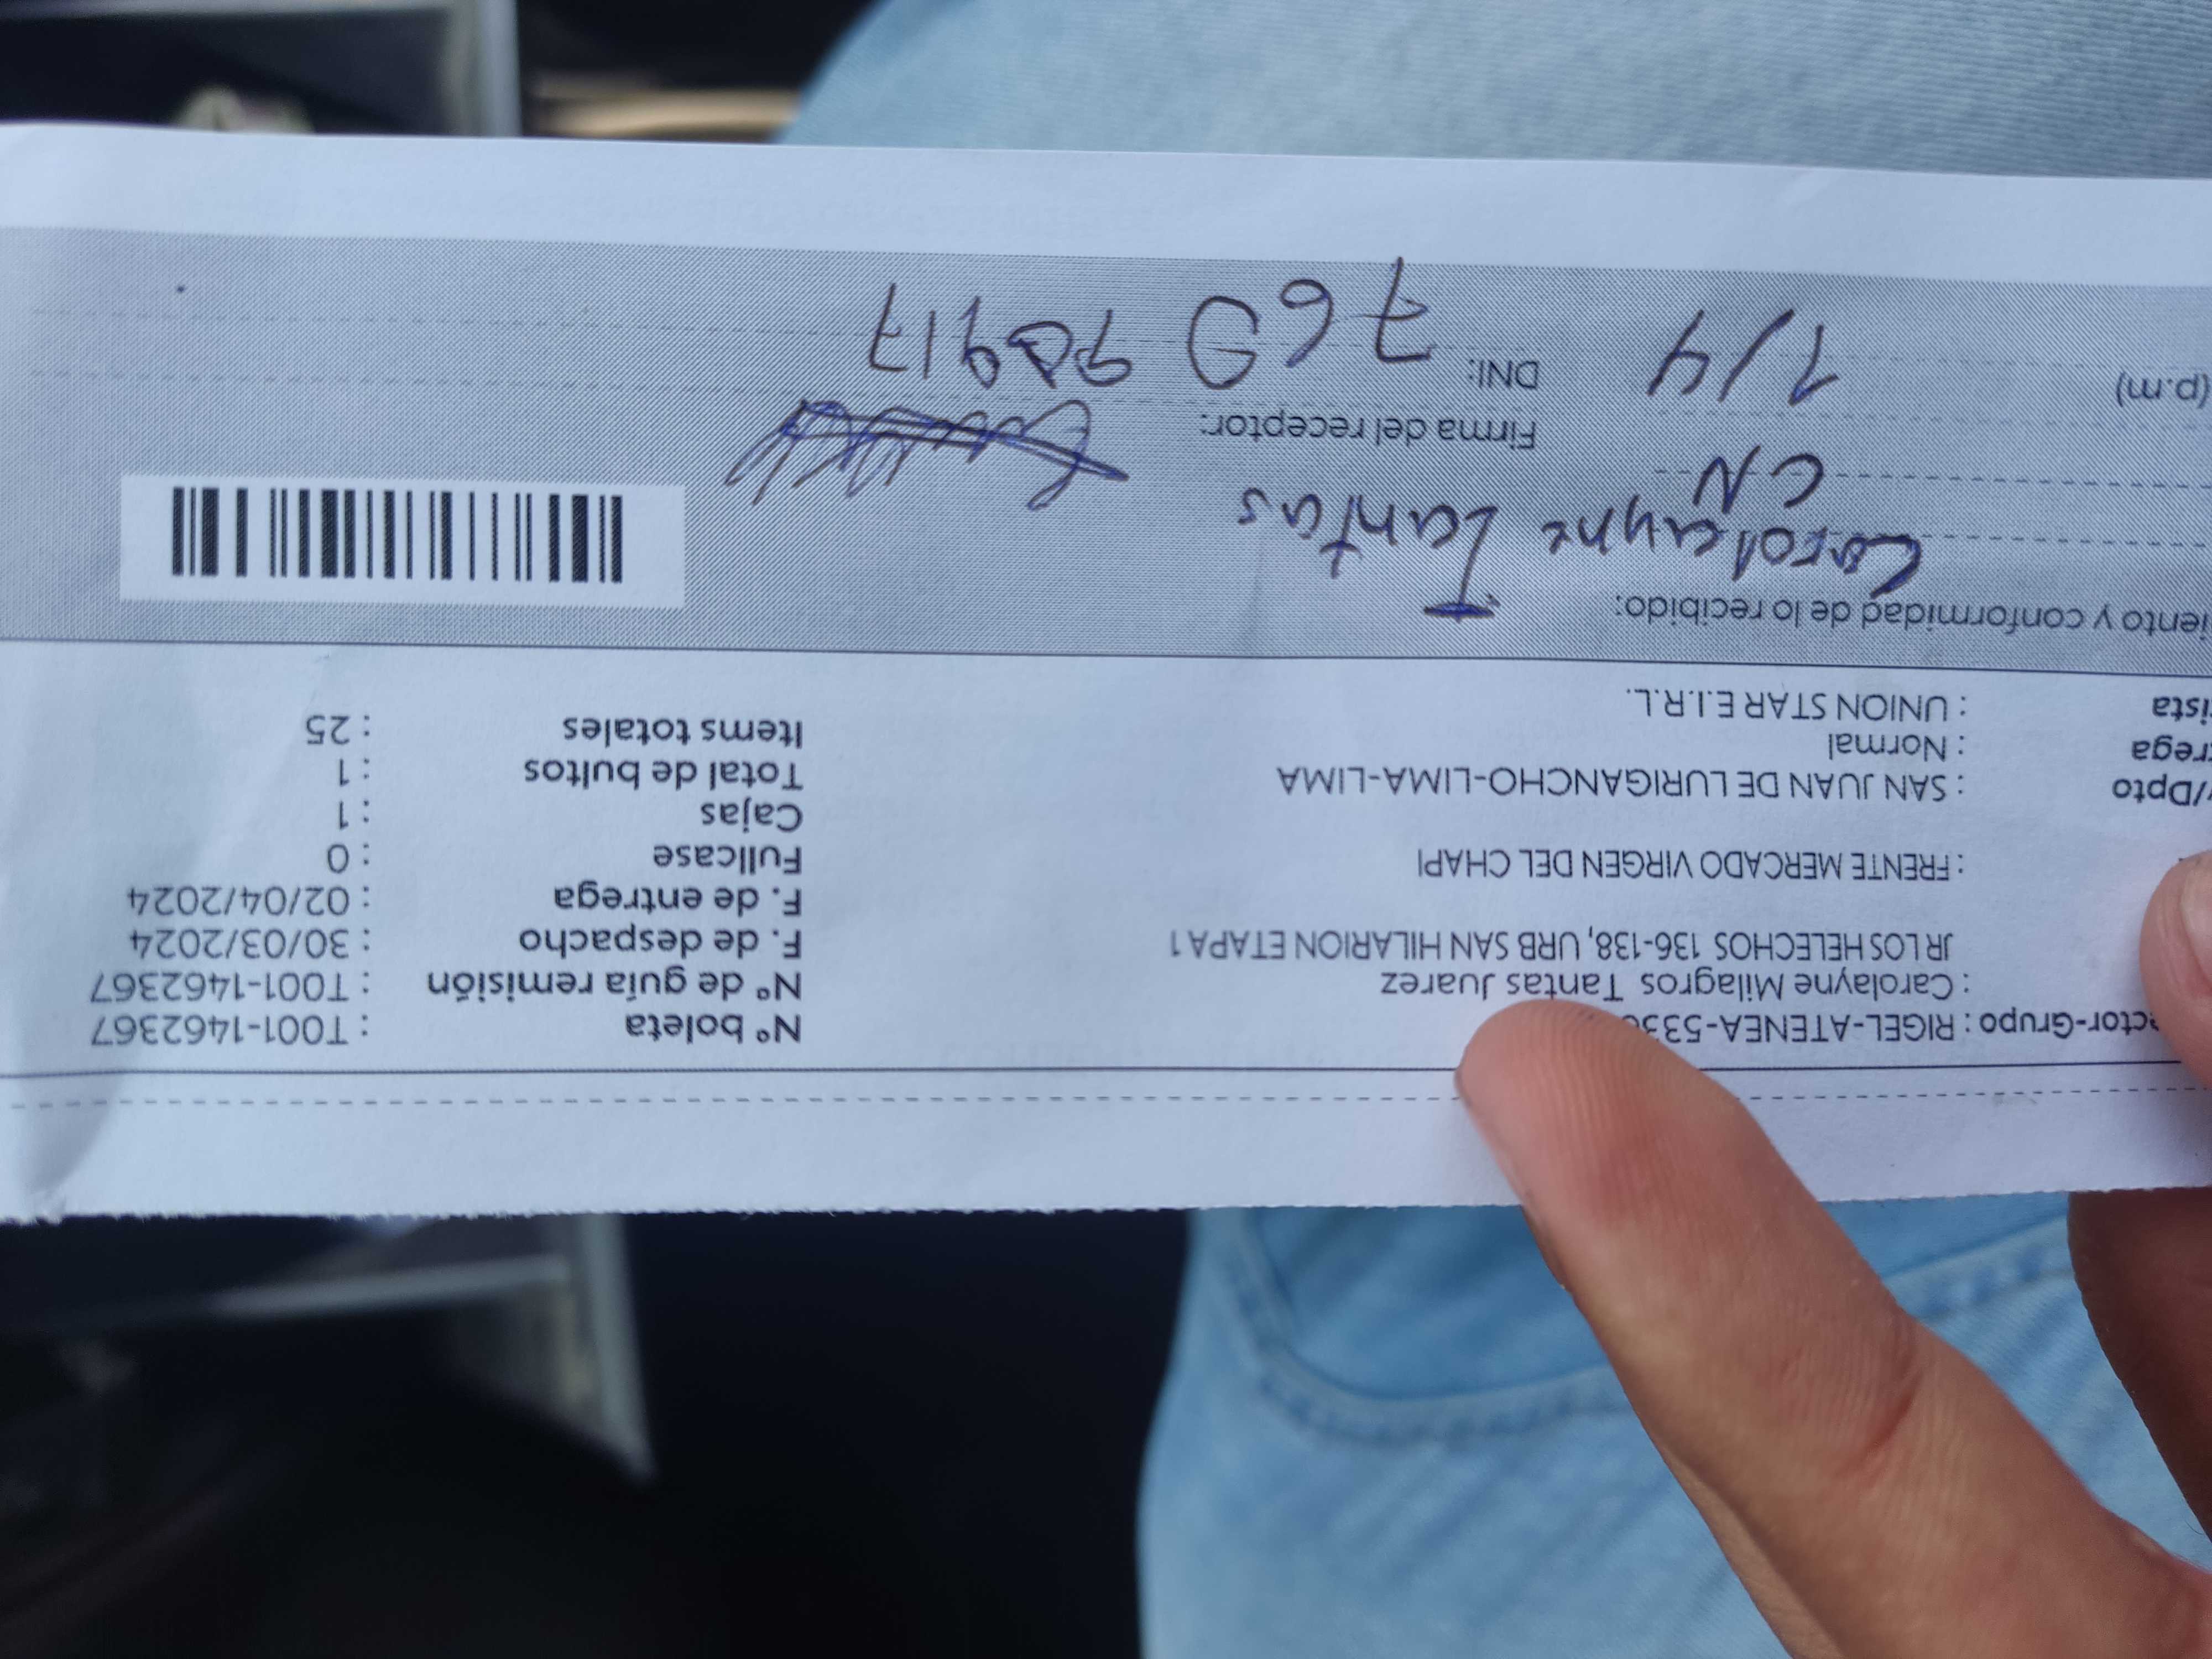 ector-Grupo : RIGEL-ATENEA-533
: Carolayne Milagros Tantas Juarez
JR LOS HELECHOS 136-138, URB SAN HILARION ETAPA 1
: FRENTE MERCADO VIRGEN DEL CHAPI
/Dpto : SAN JUAN DE LURIGANCHO-LIMA-LIMA
rega : Normal
ista : UNION STAR E.I.R.L.
N° boleta : T001-1462367
N° de guía remisión : T001-1462367
F. de despacho : 30/03/2024
F. de entrega : 02/04/2024
Fullcase : 0
Cajas : 1
Total de bultos : 1
Items totales : 25
iento y conformidad de lo recibido:
Carolayne Tantas
CN
Firma del receptor:
(p.m) 1/4
DNI: